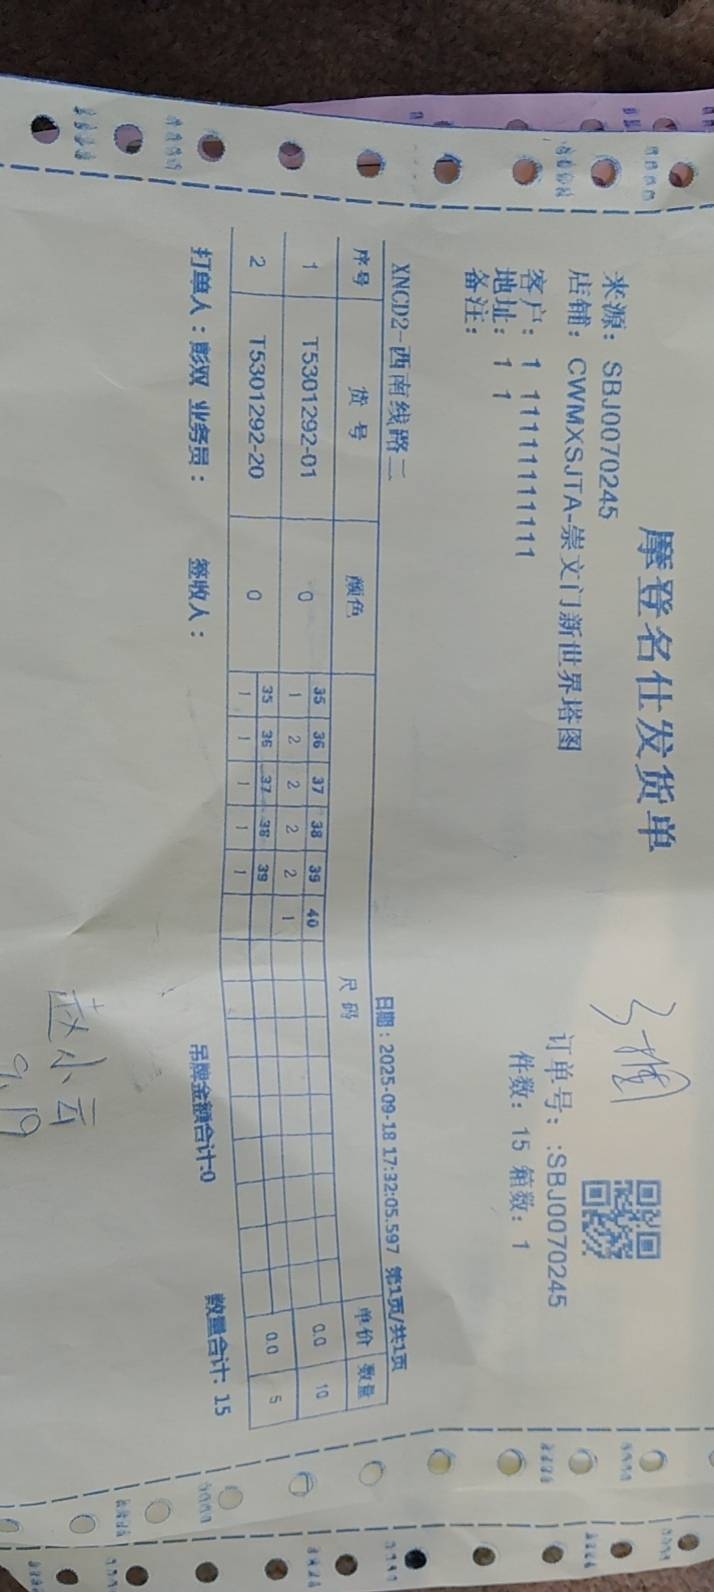 摩登名仕发货单
来源：SBJ0070245
订单号：:SBJ0070245
店铺：CWMXSJTA-崇文门新世界塔图
件数：15 箱数：1
客户：1 11111111111
地址：1 1
备注：
XNCD2-西南线路二 日期：2025-09-18 17:32:05.597 第1页/共1页
序号 货号 颜色 尺码 单价 数量
35 36 37 38 39 40
1 T5301292-01 0 1 2 2 2 2 1 0.0 10
35 36 37 38 39
2 T5301292-20 0 1 1 1 1 1 0.0 5
打单人：彭双 业务员： 签收人： 吊牌金额合计:0 数量合计: 15
赵小云
9.19